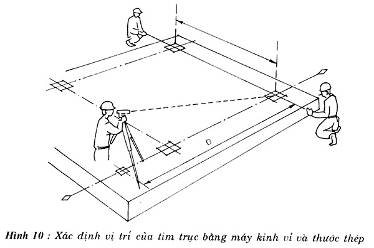 Hình 10 : Xác định vị trí của tim trục bằng máy kinh vĩ và thước thép